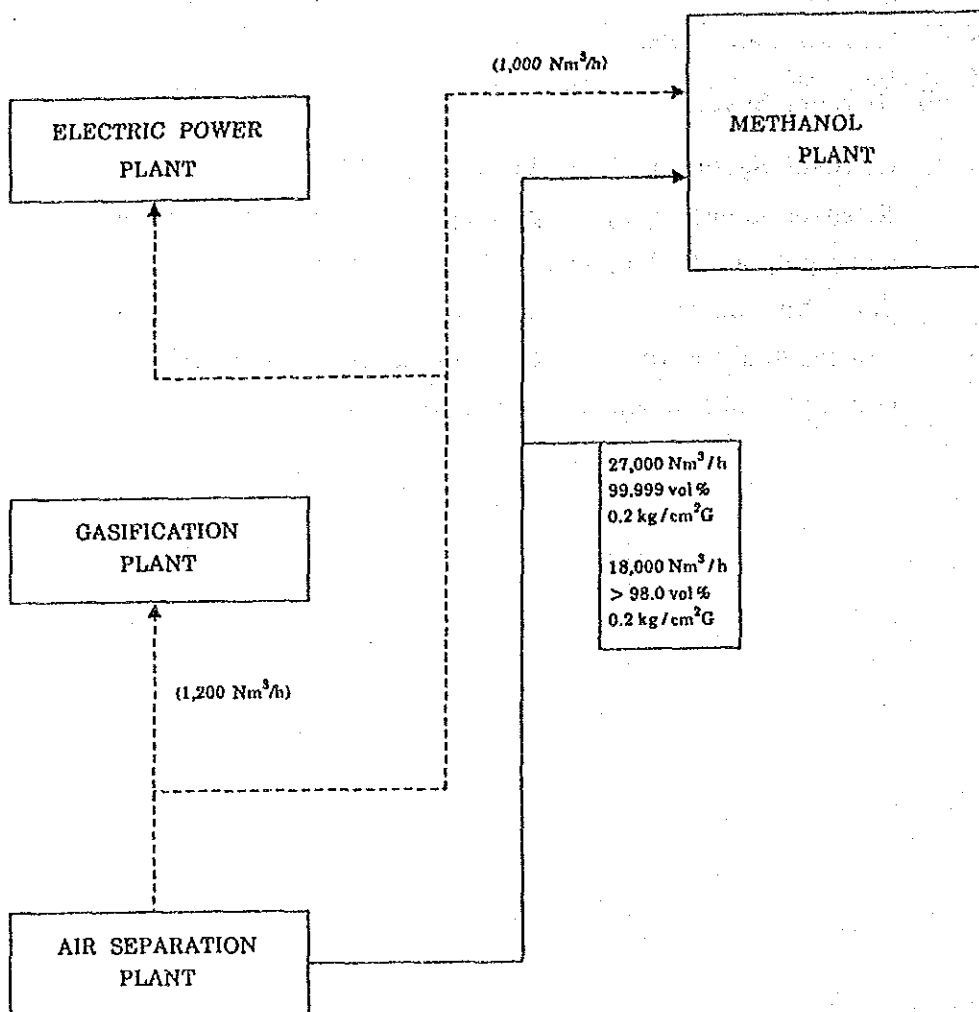 (1,000 Nm³/h)
ELECTRIC POWER
PLANT
METHANOL
PLANT
27,000 Nm³/h
99.999 vol %
0.2 kg/cm²G
18,000 Nm³/h
> 98.0 vol %
0.2 kg/cm²G
GASIFICATION
PLANT
(1,200 Nm³/h)
AIR SEPARATION
PLANT